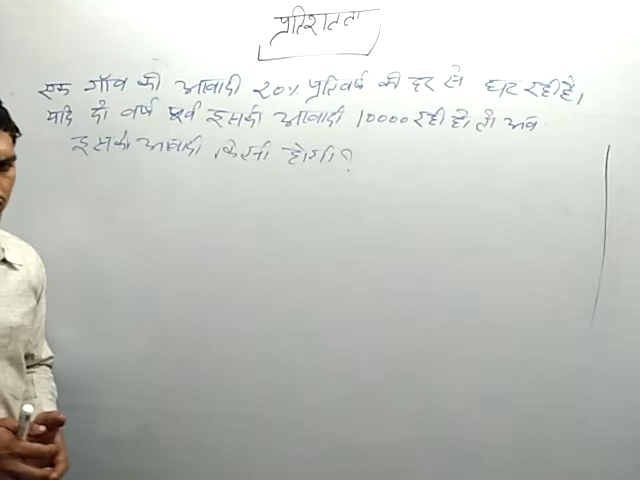 प्रतिशतता
एक गाँव की आबादी 20% प्रतिवर्ष की दर से घट रही है,
यदि दो वर्ष पूर्व इसकी आबादी 10000 रही हो, तो अब
इसकी आबादी कितनी होगी?